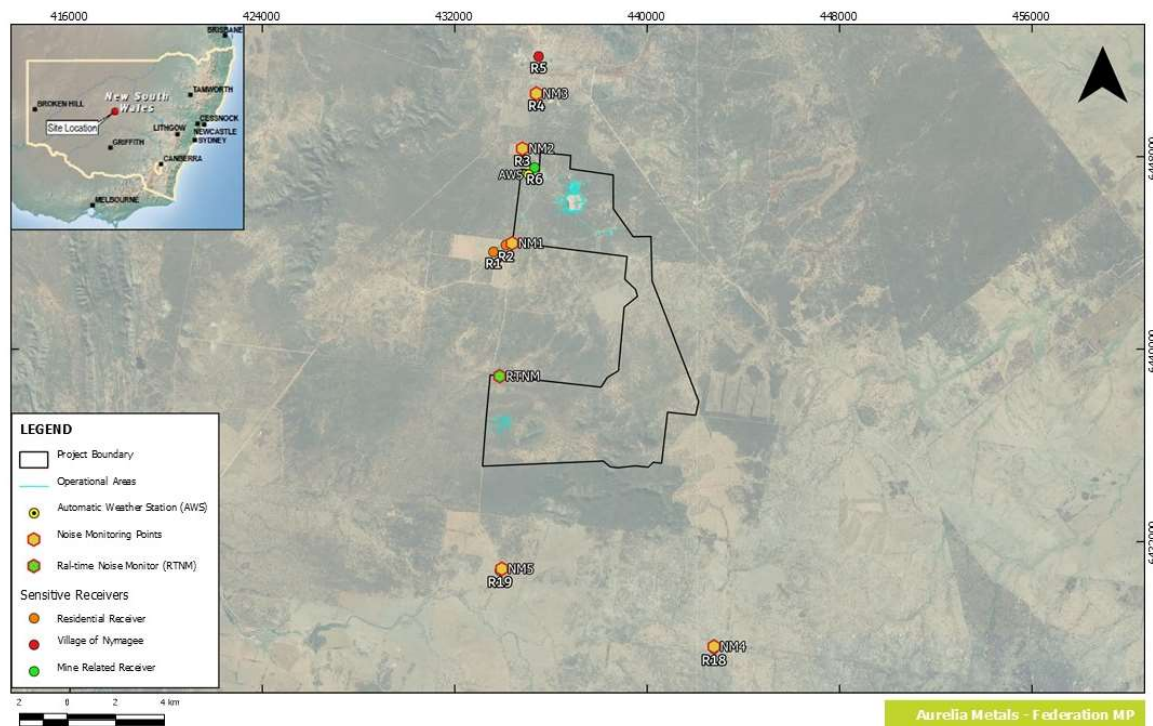 416000 424000 432000 440000 448000 456000
BRISBANE
TAMWORTH
BROKEN HILL
New South
Wales
CESSNOCK
Site Location
LITHGOW
NEWCASTLE
SYDNEY
GRIFFITH
CANBERRA
MELBOURNE
R5
NM3
R4
NM2
R3
AWS
R6
NM1
R2
R1
RTNM
NM5
R19
NM4
R18
6448000
6440000
6432000
LEGEND
Project Boundary
Operational Areas
Automatic Weather Station (AWS)
Noise Monitoring Points
Ral-time Noise Monitor (RTNM)
Sensitive Receivers
Residential Receiver
Village of Nymagee
Mine Related Receiver
2 0 2 4 km
Aurelia Metals - Federation MP